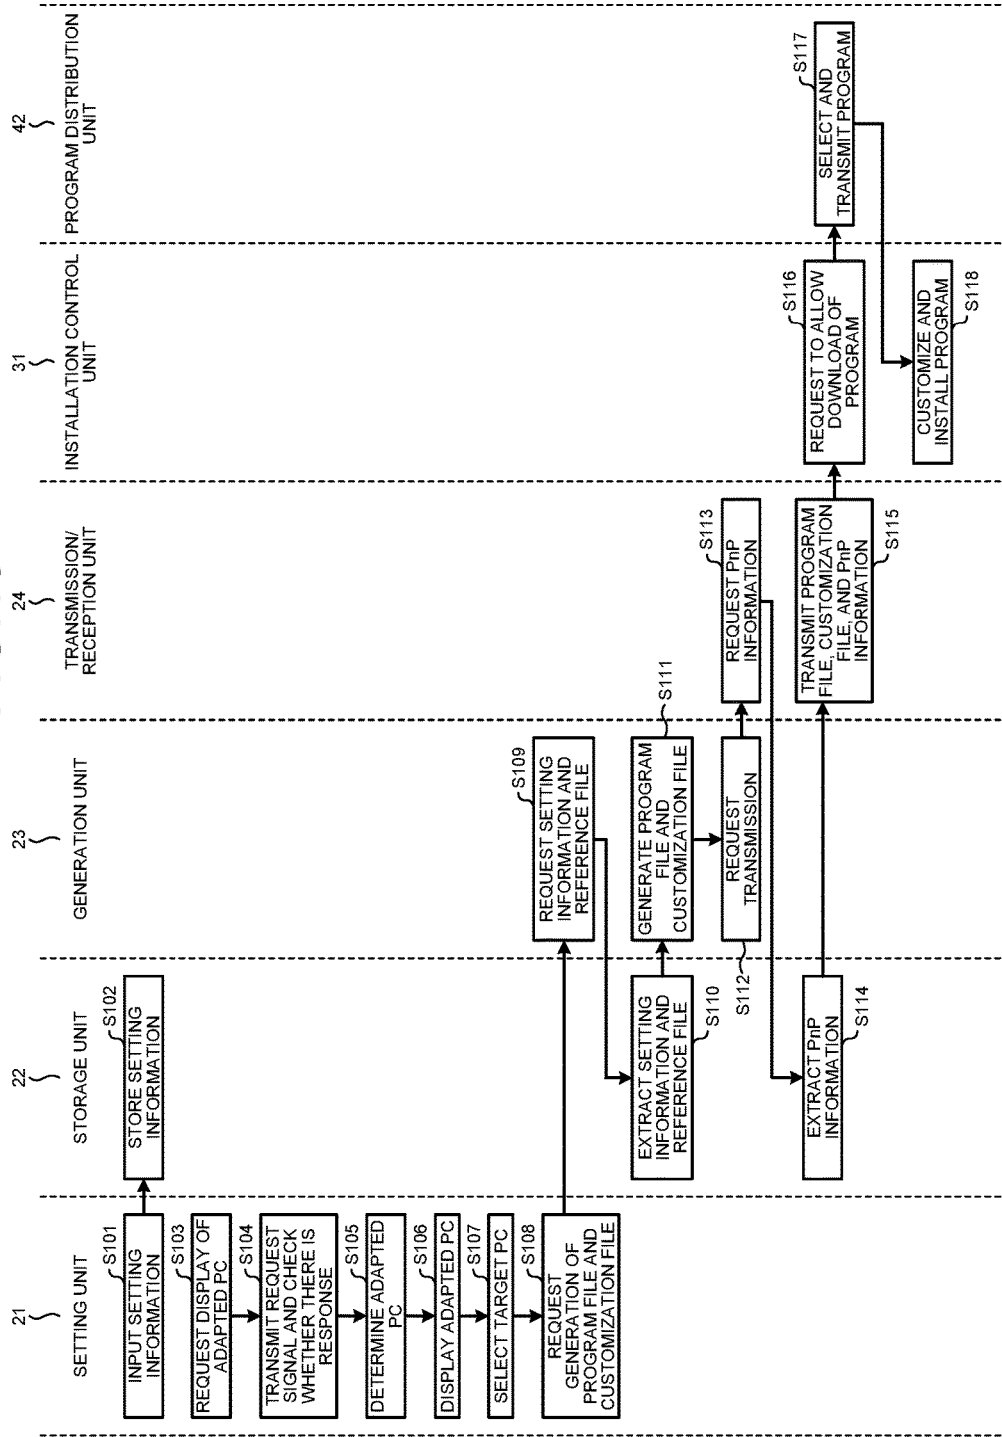 21
SETTING UNIT
22
STORAGE UNIT
23
GENERATION UNIT
24
TRANSMISSION/
RECEPTION UNIT
31
INSTALLATION CONTROL
UNIT
42
PROGRAM DISTRIBUTION
UNIT
S101
INPUT SETTING
INFORMATION
S102
STORE SETTING
INFORMATION
S103
REQUEST DISPLAY OF
ADAPTED PC
S104
TRANSMIT REQUEST
SIGNAL AND CHECK
WHETHER THERE IS
RESPONSE
S105
DETERMINE ADAPTED
PC
S106
DISPLAY ADAPTED PC
S107
SELECT TARGET PC
S108
REQUEST
GENERATION OF
PROGRAM FILE AND
CUSTOMIZATION FILE
S109
REQUEST SETTING
INFORMATION AND
REFERENCE FILE
EXTRACT SETTING
INFORMATION AND
REFERENCE FILE
S110
S111
GENERATE PROGRAM
FILE AND
CUSTOMIZATION FILE
REQUEST
TRANSMISSION
S112
S113
REQUEST PnP
INFORMATION
EXTRACT PnP
INFORMATION
S114
TRANSMIT PROGRAM
FILE, CUSTOMIZATION
FILE, AND PnP
INFORMATION
S115
S116
REQUEST TO ALLOW
DOWNLOAD OF
PROGRAM
S117
SELECT AND
TRANSMIT PROGRAM
CUSTOMIZE AND
INSTALL PROGRAM
S118